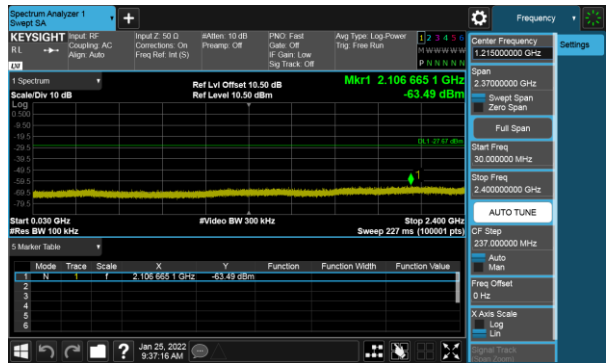 Spectrum Analyzer 1
Swept SA
+
Frequency
KEYSIGHT
RL
Input: RF
Coupling: AC
Align: Auto
Input Z: 50 Ω
Corrections: On
Freq Ref: Int (S)
#Atten: 10 dB
Preamp: Off
PNO: Fast
Gate: Off
IF Gain: Low
Sig Track: Off
Avg Type: Log-Power
Trig: Free Run
1 2 3 4 5 6
M W W W W W
P N N N N N
1 Spectrum
Scale/Div 10 dB
Ref Lvl Offset 10.50 dB
Ref Level 10.50 dBm
Mkr1 2.106 665 1 GHz
-63.49 dBm
Log
0.500
-9.50
-19.5
-29.5
-39.5
-49.5
-59.5
-69.5
-79.5
DL1 -27.67 dBm
1
Start 0.030 GHz
#Res BW 100 kHz
#Video BW 300 kHz
Stop 2.400 GHz
Sweep 227 ms (100001 pts)
5 Marker Table
Mode Trace Scale X Y Function Function Width Function Value
1 N 1 f 2.106 665 1 GHz -63.49 dBm
2
3
4
5
6
Jan 25, 2022
9:37:16 AM
Center Frequency
1.215000000 GHz
Settings
Span
2.37000000 GHz
Swept Span
Zero Span
Full Span
Start Freq
30.000000 MHz
Stop Freq
2.400000000 GHz
AUTO TUNE
CF Step
237.000000 MHz
Auto
Man
Freq Offset
0 Hz
X Axis Scale
Log
Lin
Signal Track
(Span Zoom)